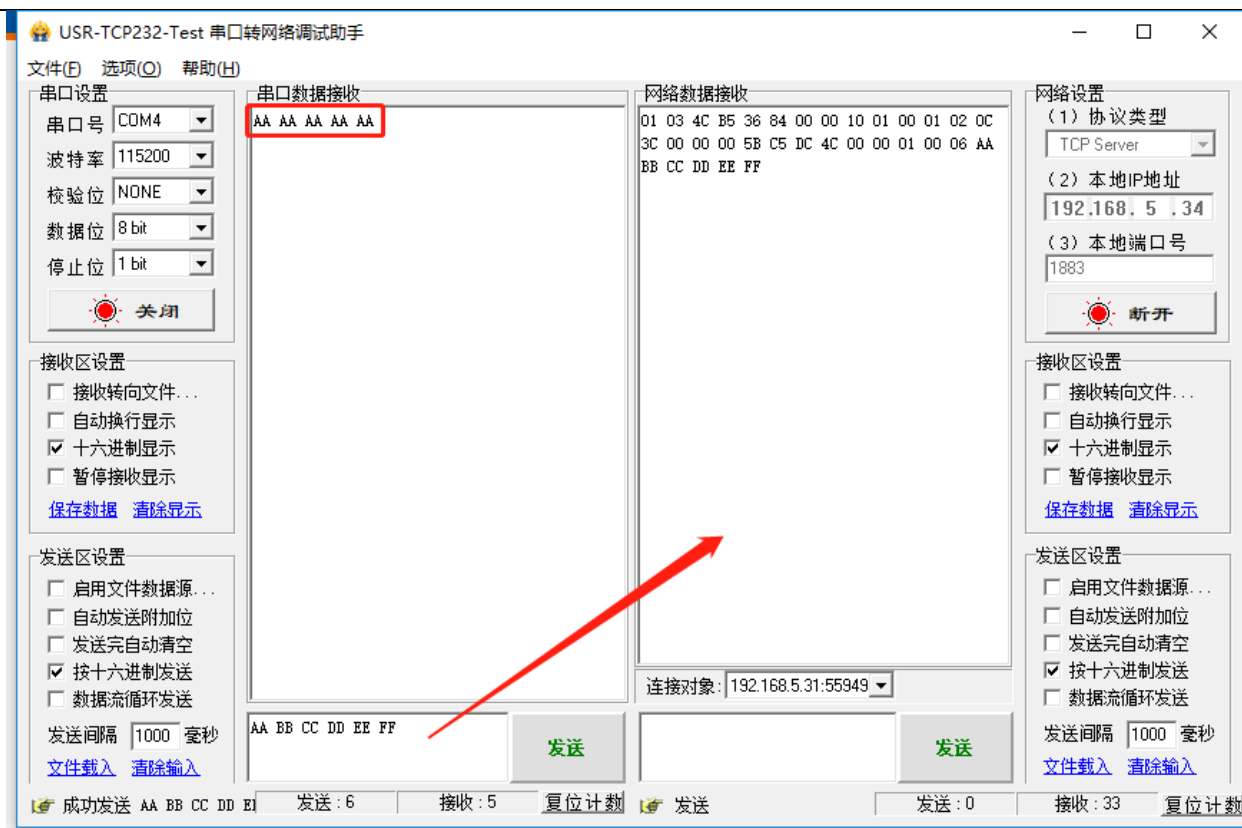 USR-TCP232-Test 串口转网络调试助手
文件(F) 选项(O) 帮助(H)
串口设置
串口号 COM4
波特率 115200
校验位 NONE
数据位 8 bit
停止位 1 bit
关闭
接收区设置
接收转向文件...
自动换行显示
十六进制显示
暂停接收显示
保存数据 清除显示
发送区设置
启用文件数据源...
自动发送附加位
发送完自动清空
按十六进制发送
数据流循环发送
发送间隔 1000 毫秒
文件载入 清除输入
串口数据接收
AA AA AA AA AA
AA BB CC DD EE FF
发送
网络数据接收
01 03 4C B5 36 84 00 00 10 01 00 01 02 0C
3C 00 00 00 5B C5 DC 4C 00 00 01 00 06 AA
BB CC DD EE FF
连接对象: 192.168.5.31:55949
发送
网络设置
(1) 协议类型
TCP Server
(2) 本地IP地址
192.168. 5 .34
(3) 本地端口号
1883
断开
接收区设置
接收转向文件...
自动换行显示
十六进制显示
暂停接收显示
保存数据 清除显示
发送区设置
启用文件数据源...
自动发送附加位
发送完自动清空
按十六进制发送
数据流循环发送
发送间隔 1000 毫秒
文件载入 清除输入
成功发送 AA BB CC DD 发送:6 接收:5 复位计数
发送 发送:0 接收:33 复位计数